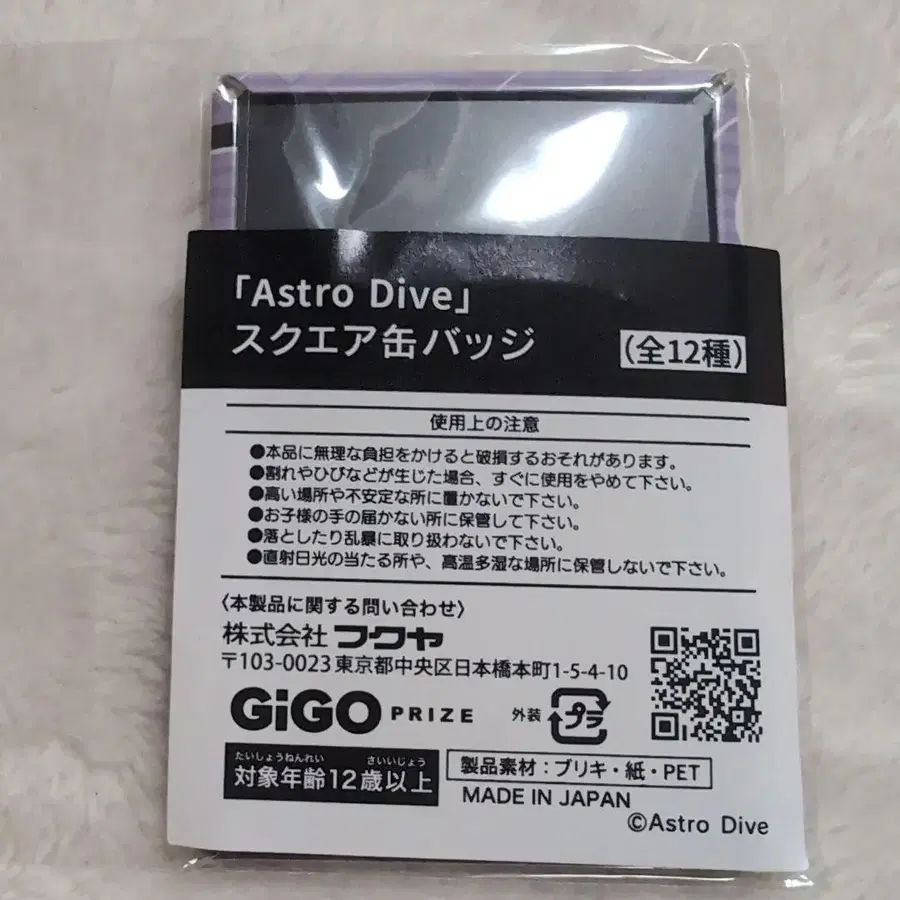 「Astro Dive」
スクエア缶バッジ
(全12種)
使用上の注意
●本品に無理な負担をかけると破損するおそれがあります。
●割れやひびなどが生じた場合、すぐに使用をやめて下さい。
●高い場所や不安定な所に置かないで下さい。
●お子様の手の届かない所に保管して下さい。
●落としたり乱暴に取り扱わないで下さい。
●直射日光の当たる所や、高温多湿な場所に保管しないで下さい。
〈本製品に関する問い合わせ〉
株式会社 フクヤ
〒103-0023 東京都中央区日本橋本町1-5-4-10
GiGO PRIZE
外装 プラ
たいしょうねんれい さいいじょう
対象年齢12歳以上
製品素材:ブリキ・紙・PET
MADE IN JAPAN
©Astro Dive